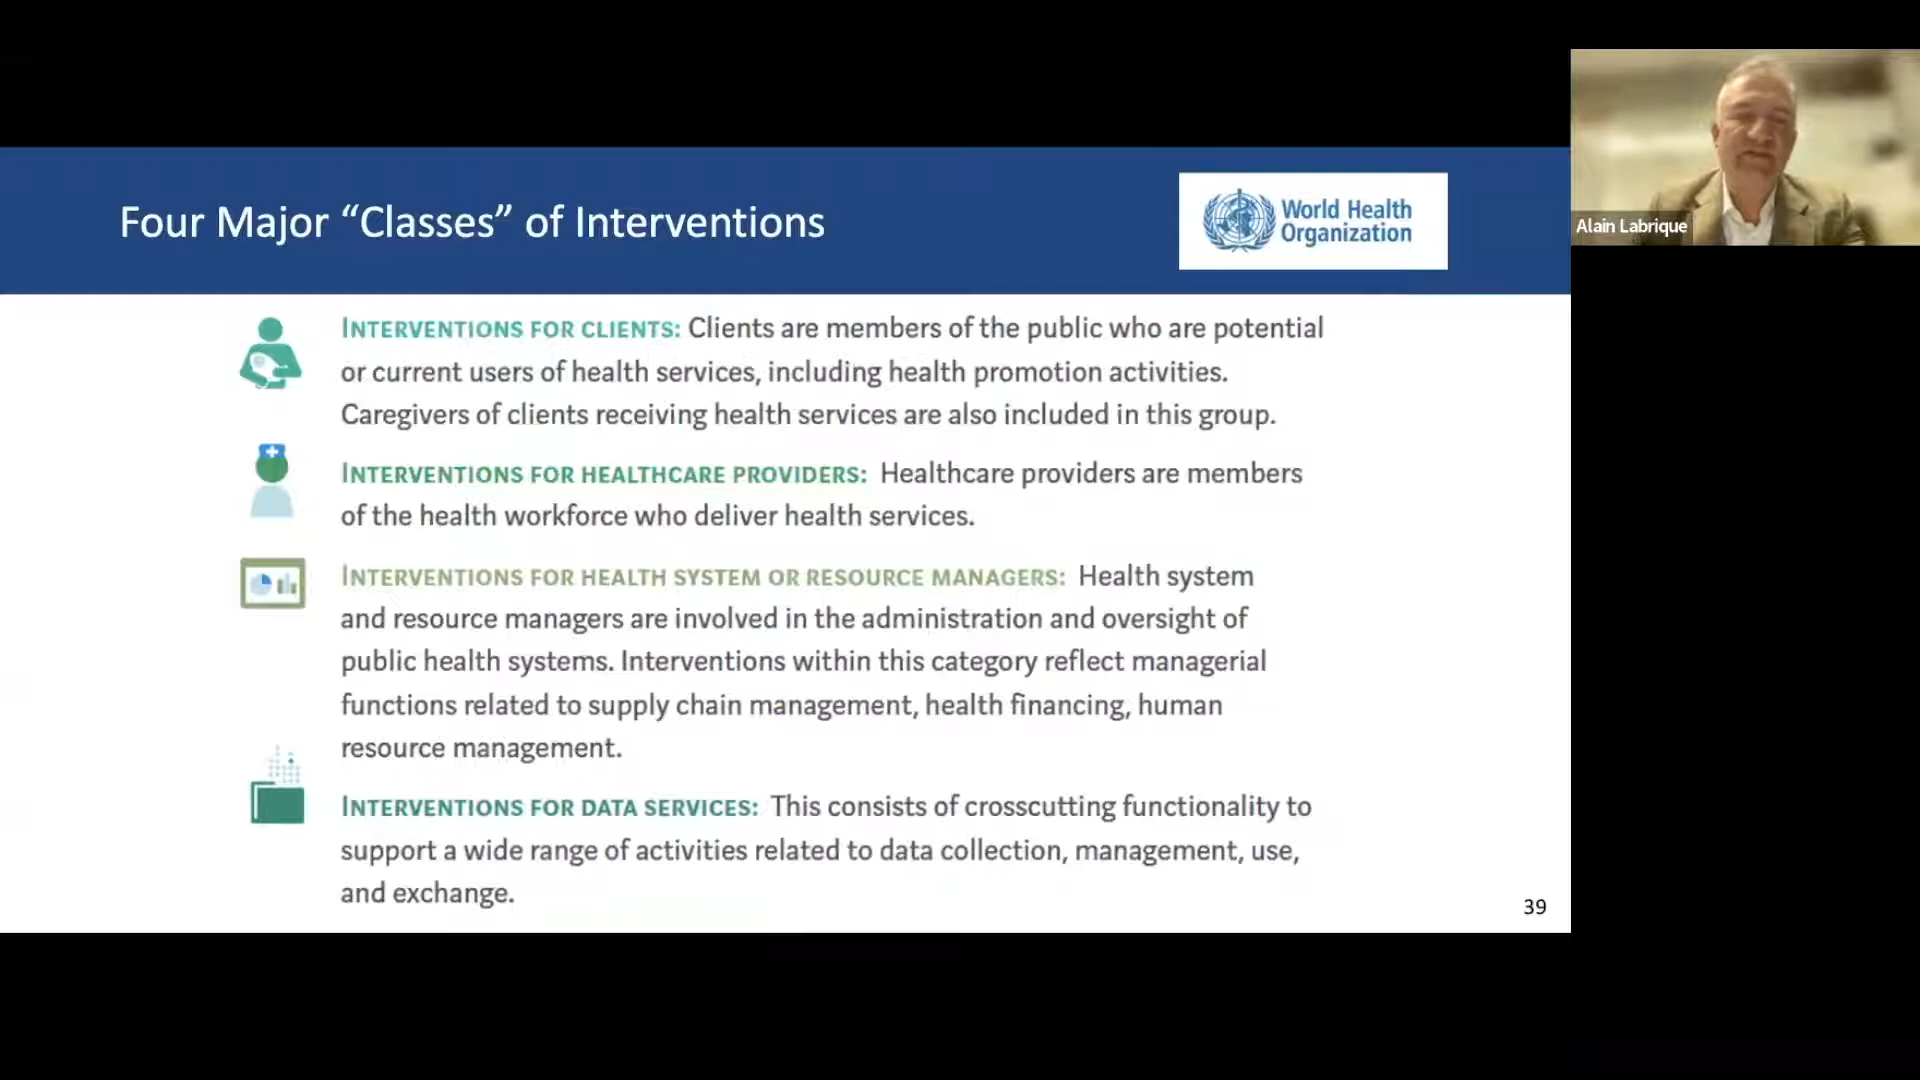 Four Major “Classes” of Interventions
World Health
Organization
Alain Labrique
INTERVENTIONS FOR CLIENTS: Clients are members of the public who are potential
or current users of health services, including health promotion activities.
Caregivers of clients receiving health services are also included in this group.
INTERVENTIONS FOR HEALTHCARE PROVIDERS: Healthcare providers are members
of the health workforce who deliver health services.
INTERVENTIONS FOR HEALTH SYSTEM OR RESOURCE MANAGERS: Health system
and resource managers are involved in the administration and oversight of
public health systems. Interventions within this category reflect managerial
functions related to supply chain management, health financing, human
resource management.
INTERVENTIONS FOR DATA SERVICES: This consists of crosscutting functionality to
support a wide range of activities related to data collection, management, use,
and exchange.
39